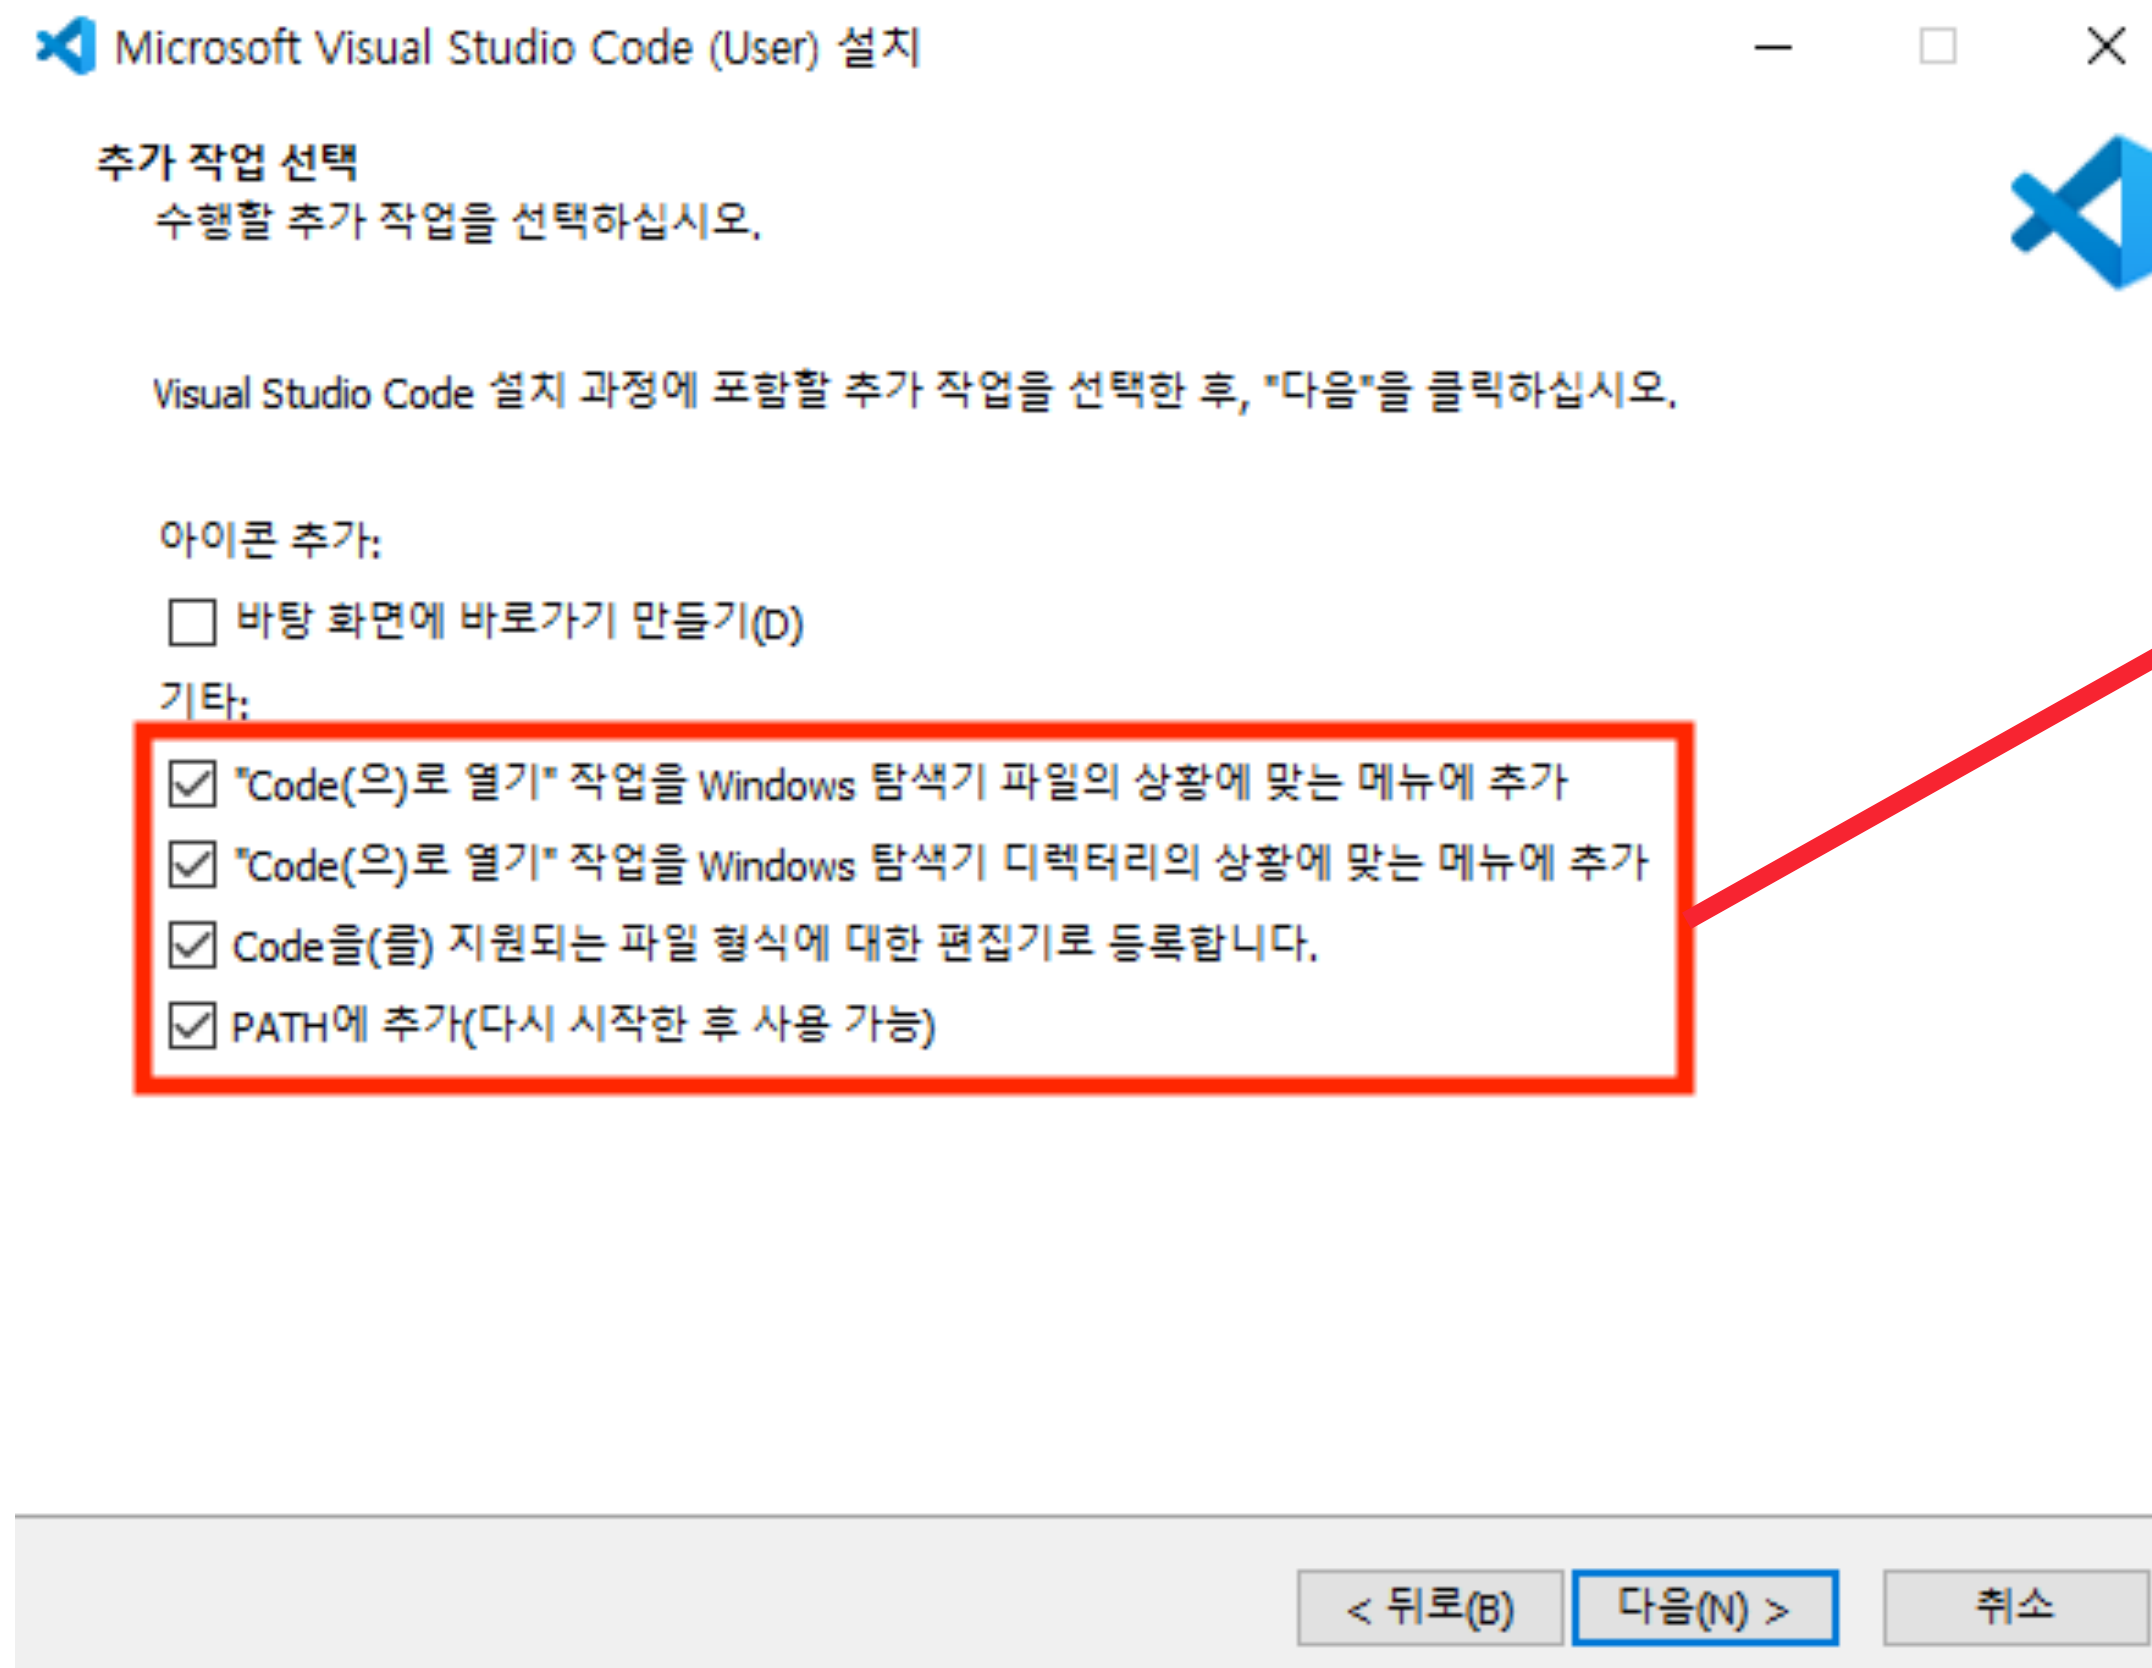 Microsoft Visual Studio Code (User) 설치
추가 작업 선택
수행할 추가 작업을 선택하십시오.
Visual Studio Code 설치 과정에 포함할 추가 작업을 선택한 후, "다음"을 클릭하십시오.
아이콘 추가:
바탕 화면에 바로가기 만들기(D)
기타:
"Code(으)로 열기" 작업을 Windows 탐색기 파일의 상황에 맞는 메뉴에 추가
"Code(으)로 열기" 작업을 Windows 탐색기 디렉터리의 상황에 맞는 메뉴에 추가
Code을(를) 지원되는 파일 형식에 대한 편집기로 등록합니다.
PATH에 추가(다시 시작한 후 사용 가능)
< 뒤로(B) 다음(N) > 취소